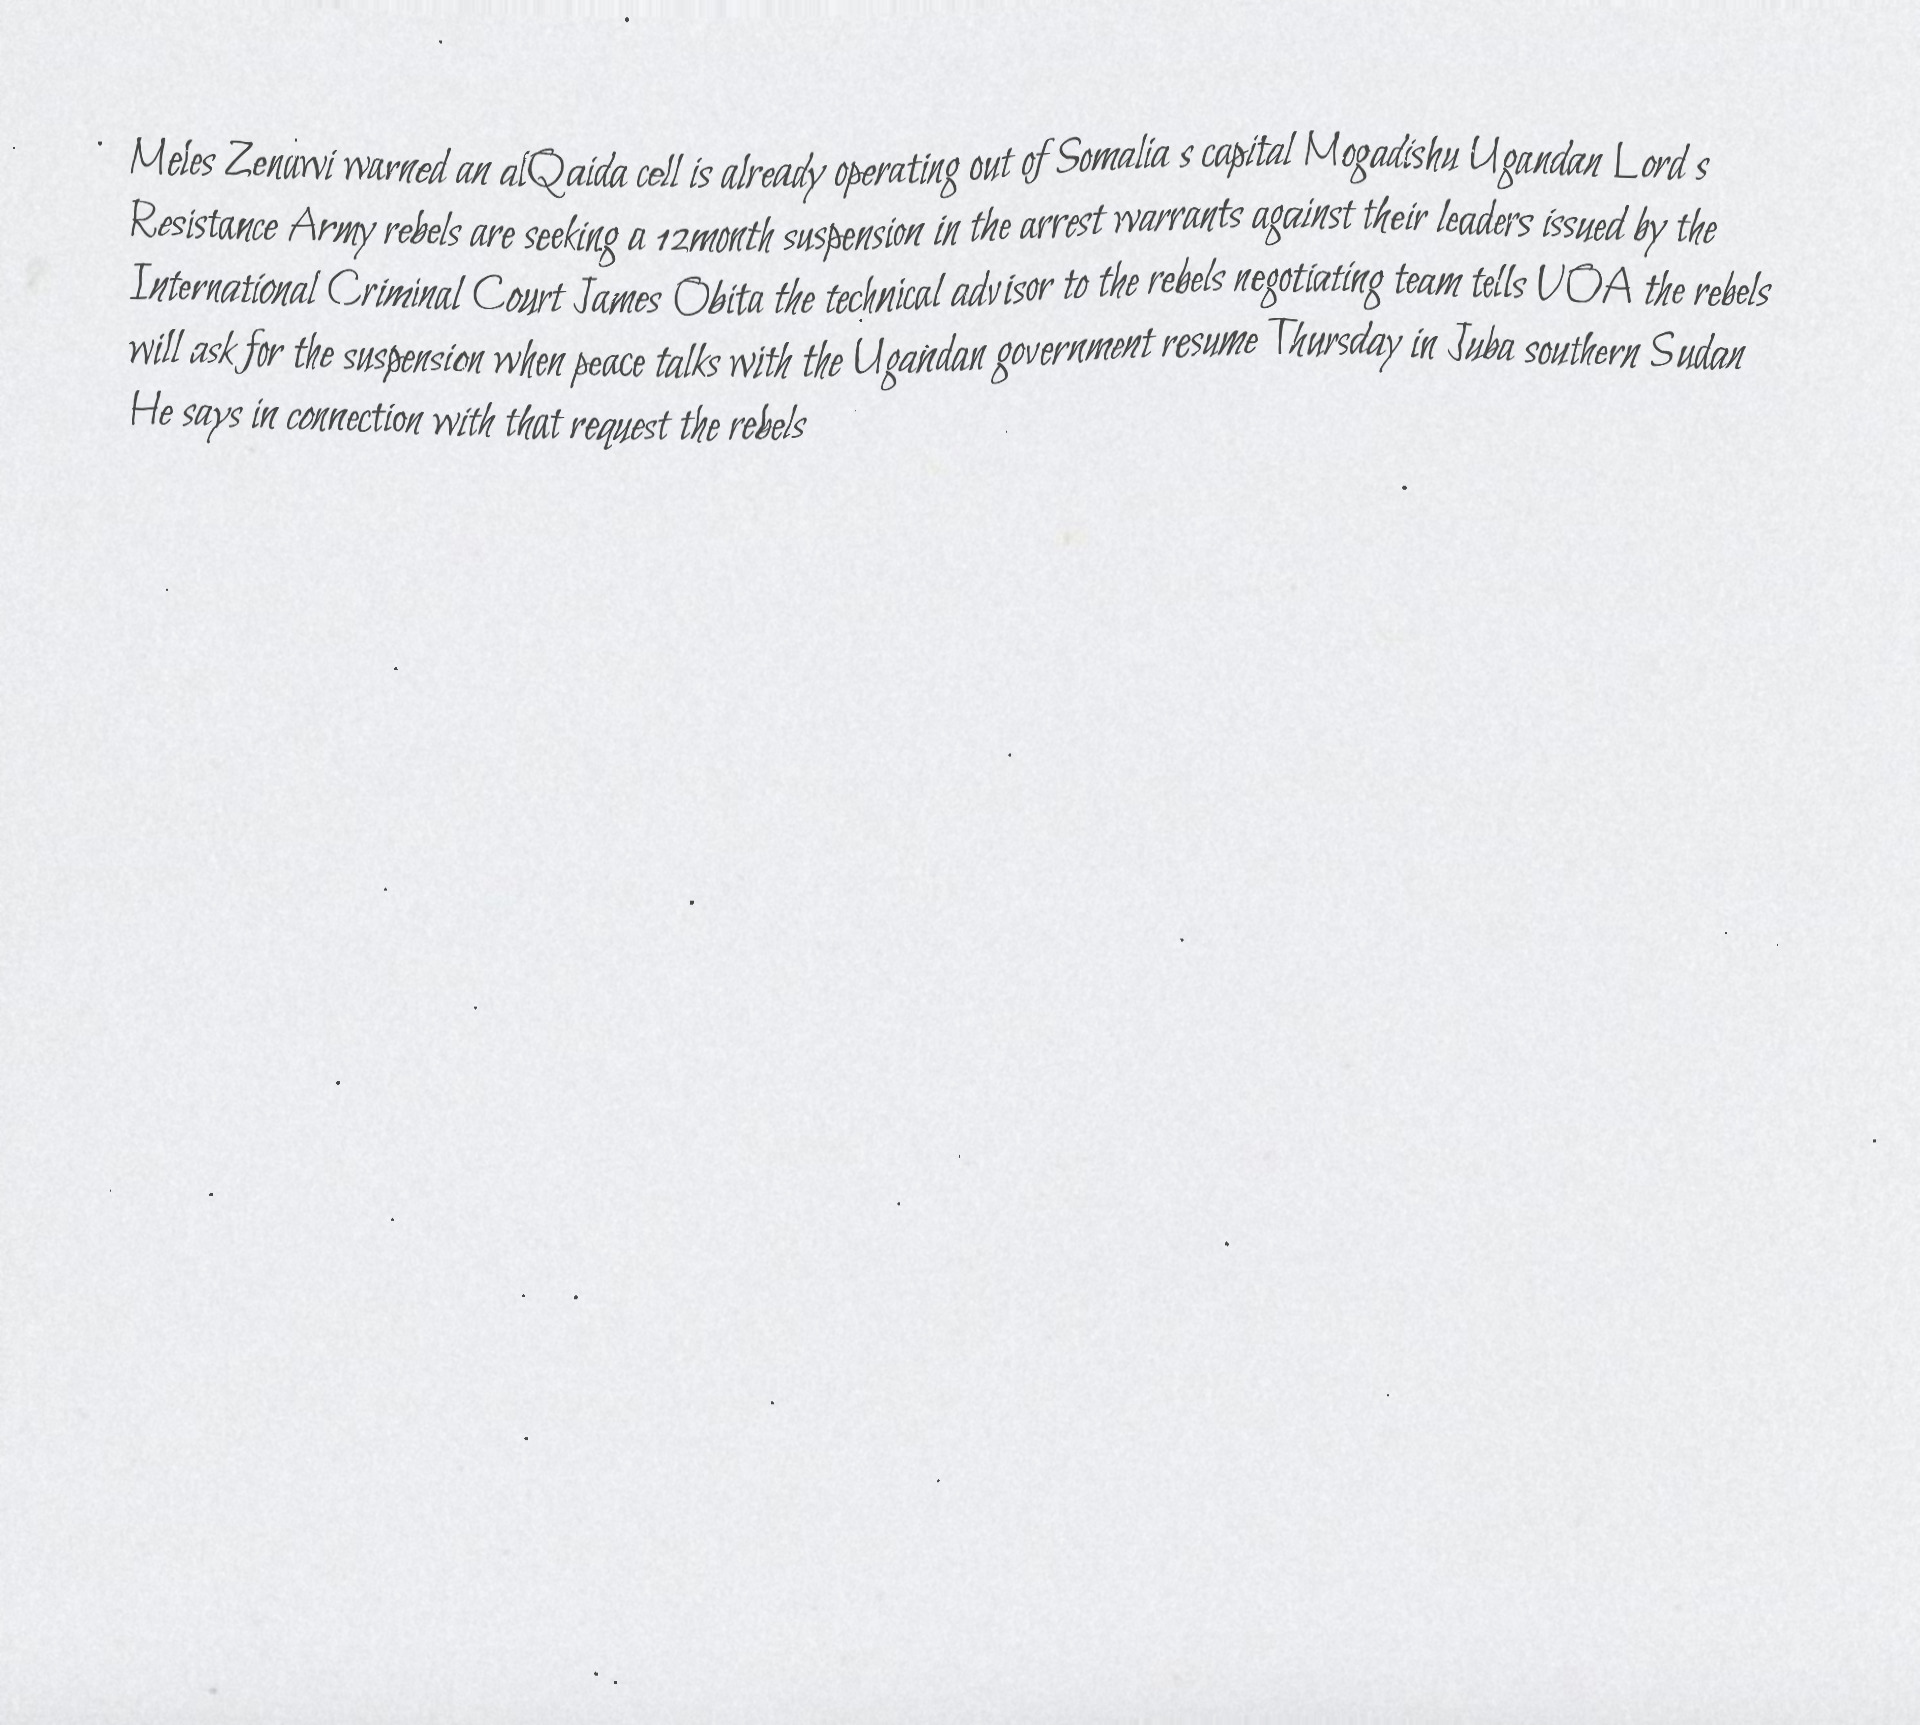 Meles Zenawi warned an alQaida cell is already operating out of Somalia s capital Mogadishu Ugandan Lord s
Resistance Army rebels are seeking a 12month suspension in the arrest warrants against their leaders issued by the
International Criminal Court James Obita the technical advisor to the rebels negotiating team tells VOA the rebels
will ask for the suspension when peace talks with the Ugandan government resume Thursday in Juba southern Sudan
He says in connection with that request the rebels